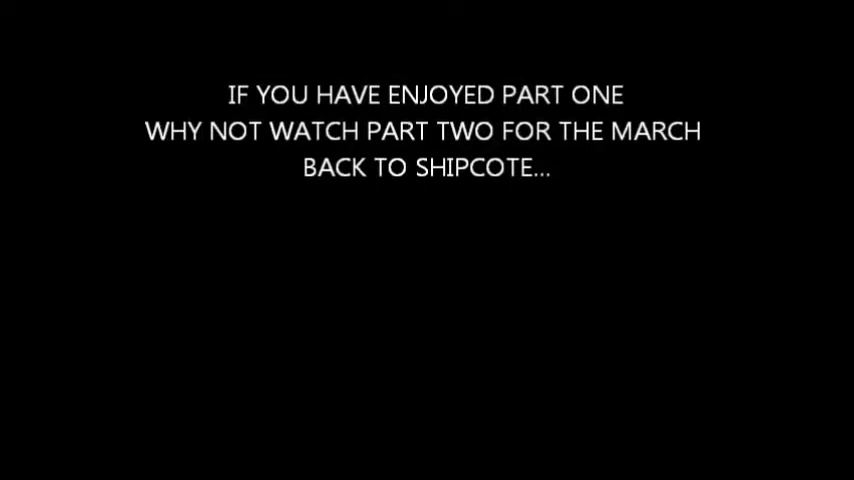 IF YOU HAVE ENJOYED PART ONE
WHY NOT WATCH PART TWO FOR THE MARCH
BACK TO SHIPCOTE...